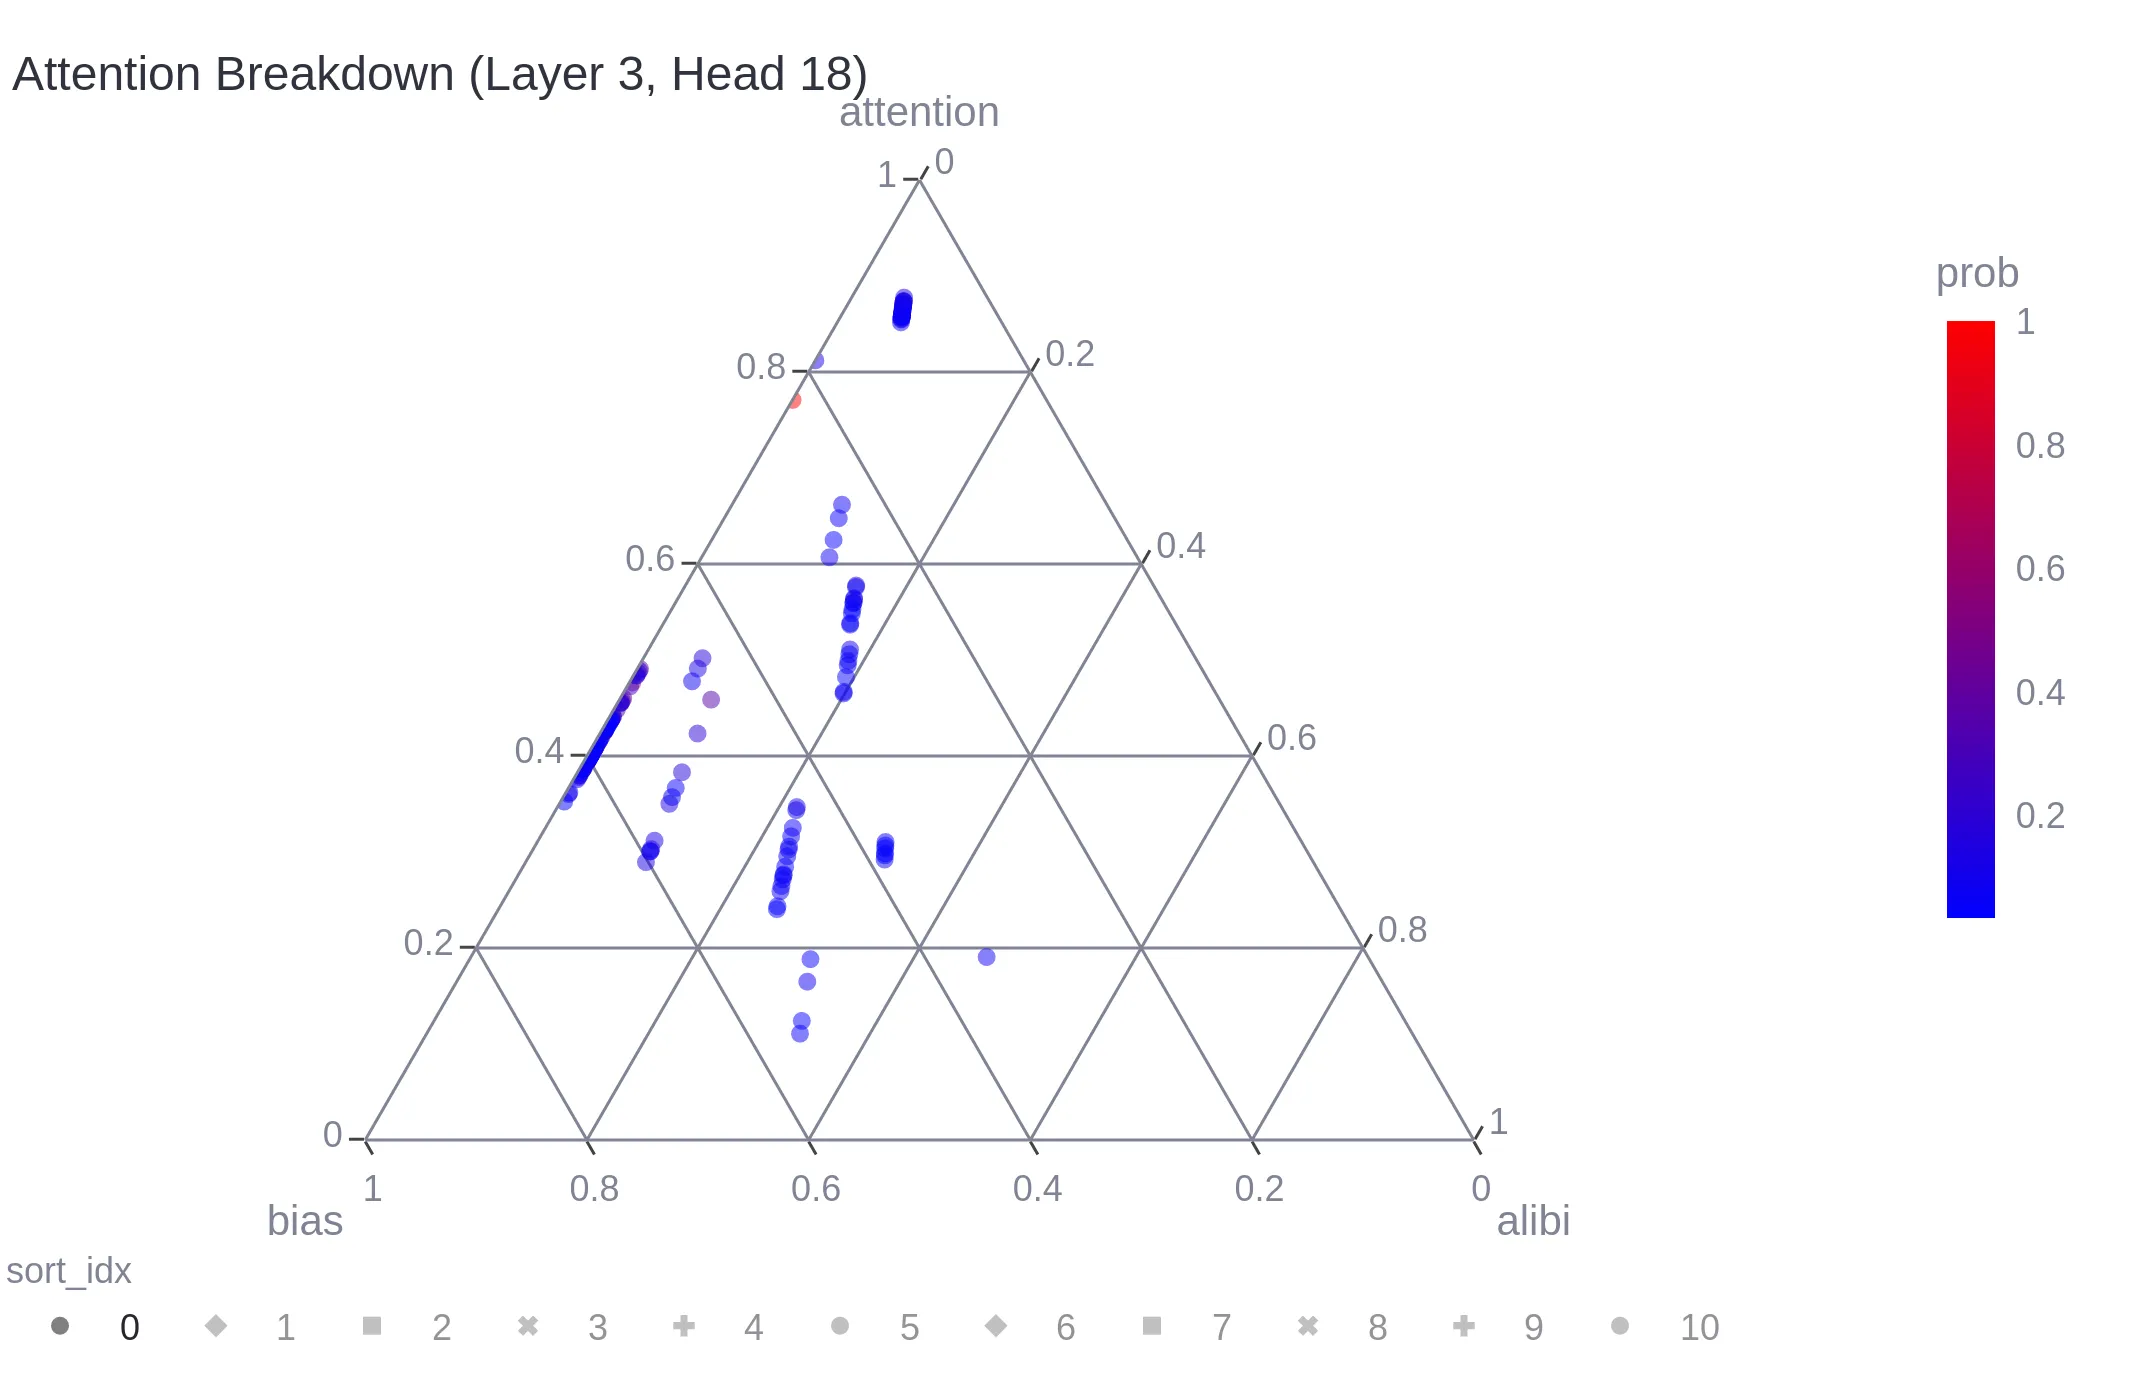 Attention Breakdown (Layer 3, Head 18)
attention
1 0
prob
1
0.8 0.2
0.8
0.6 0.4
0.6
0.4 0.6
0.4
0.2 0.8
0.2
0 1
1 0.8 0.6 0.4 0.2 0
bias alibi
sort_idx
0 1 2 3 4 5 6 7 8 9 10